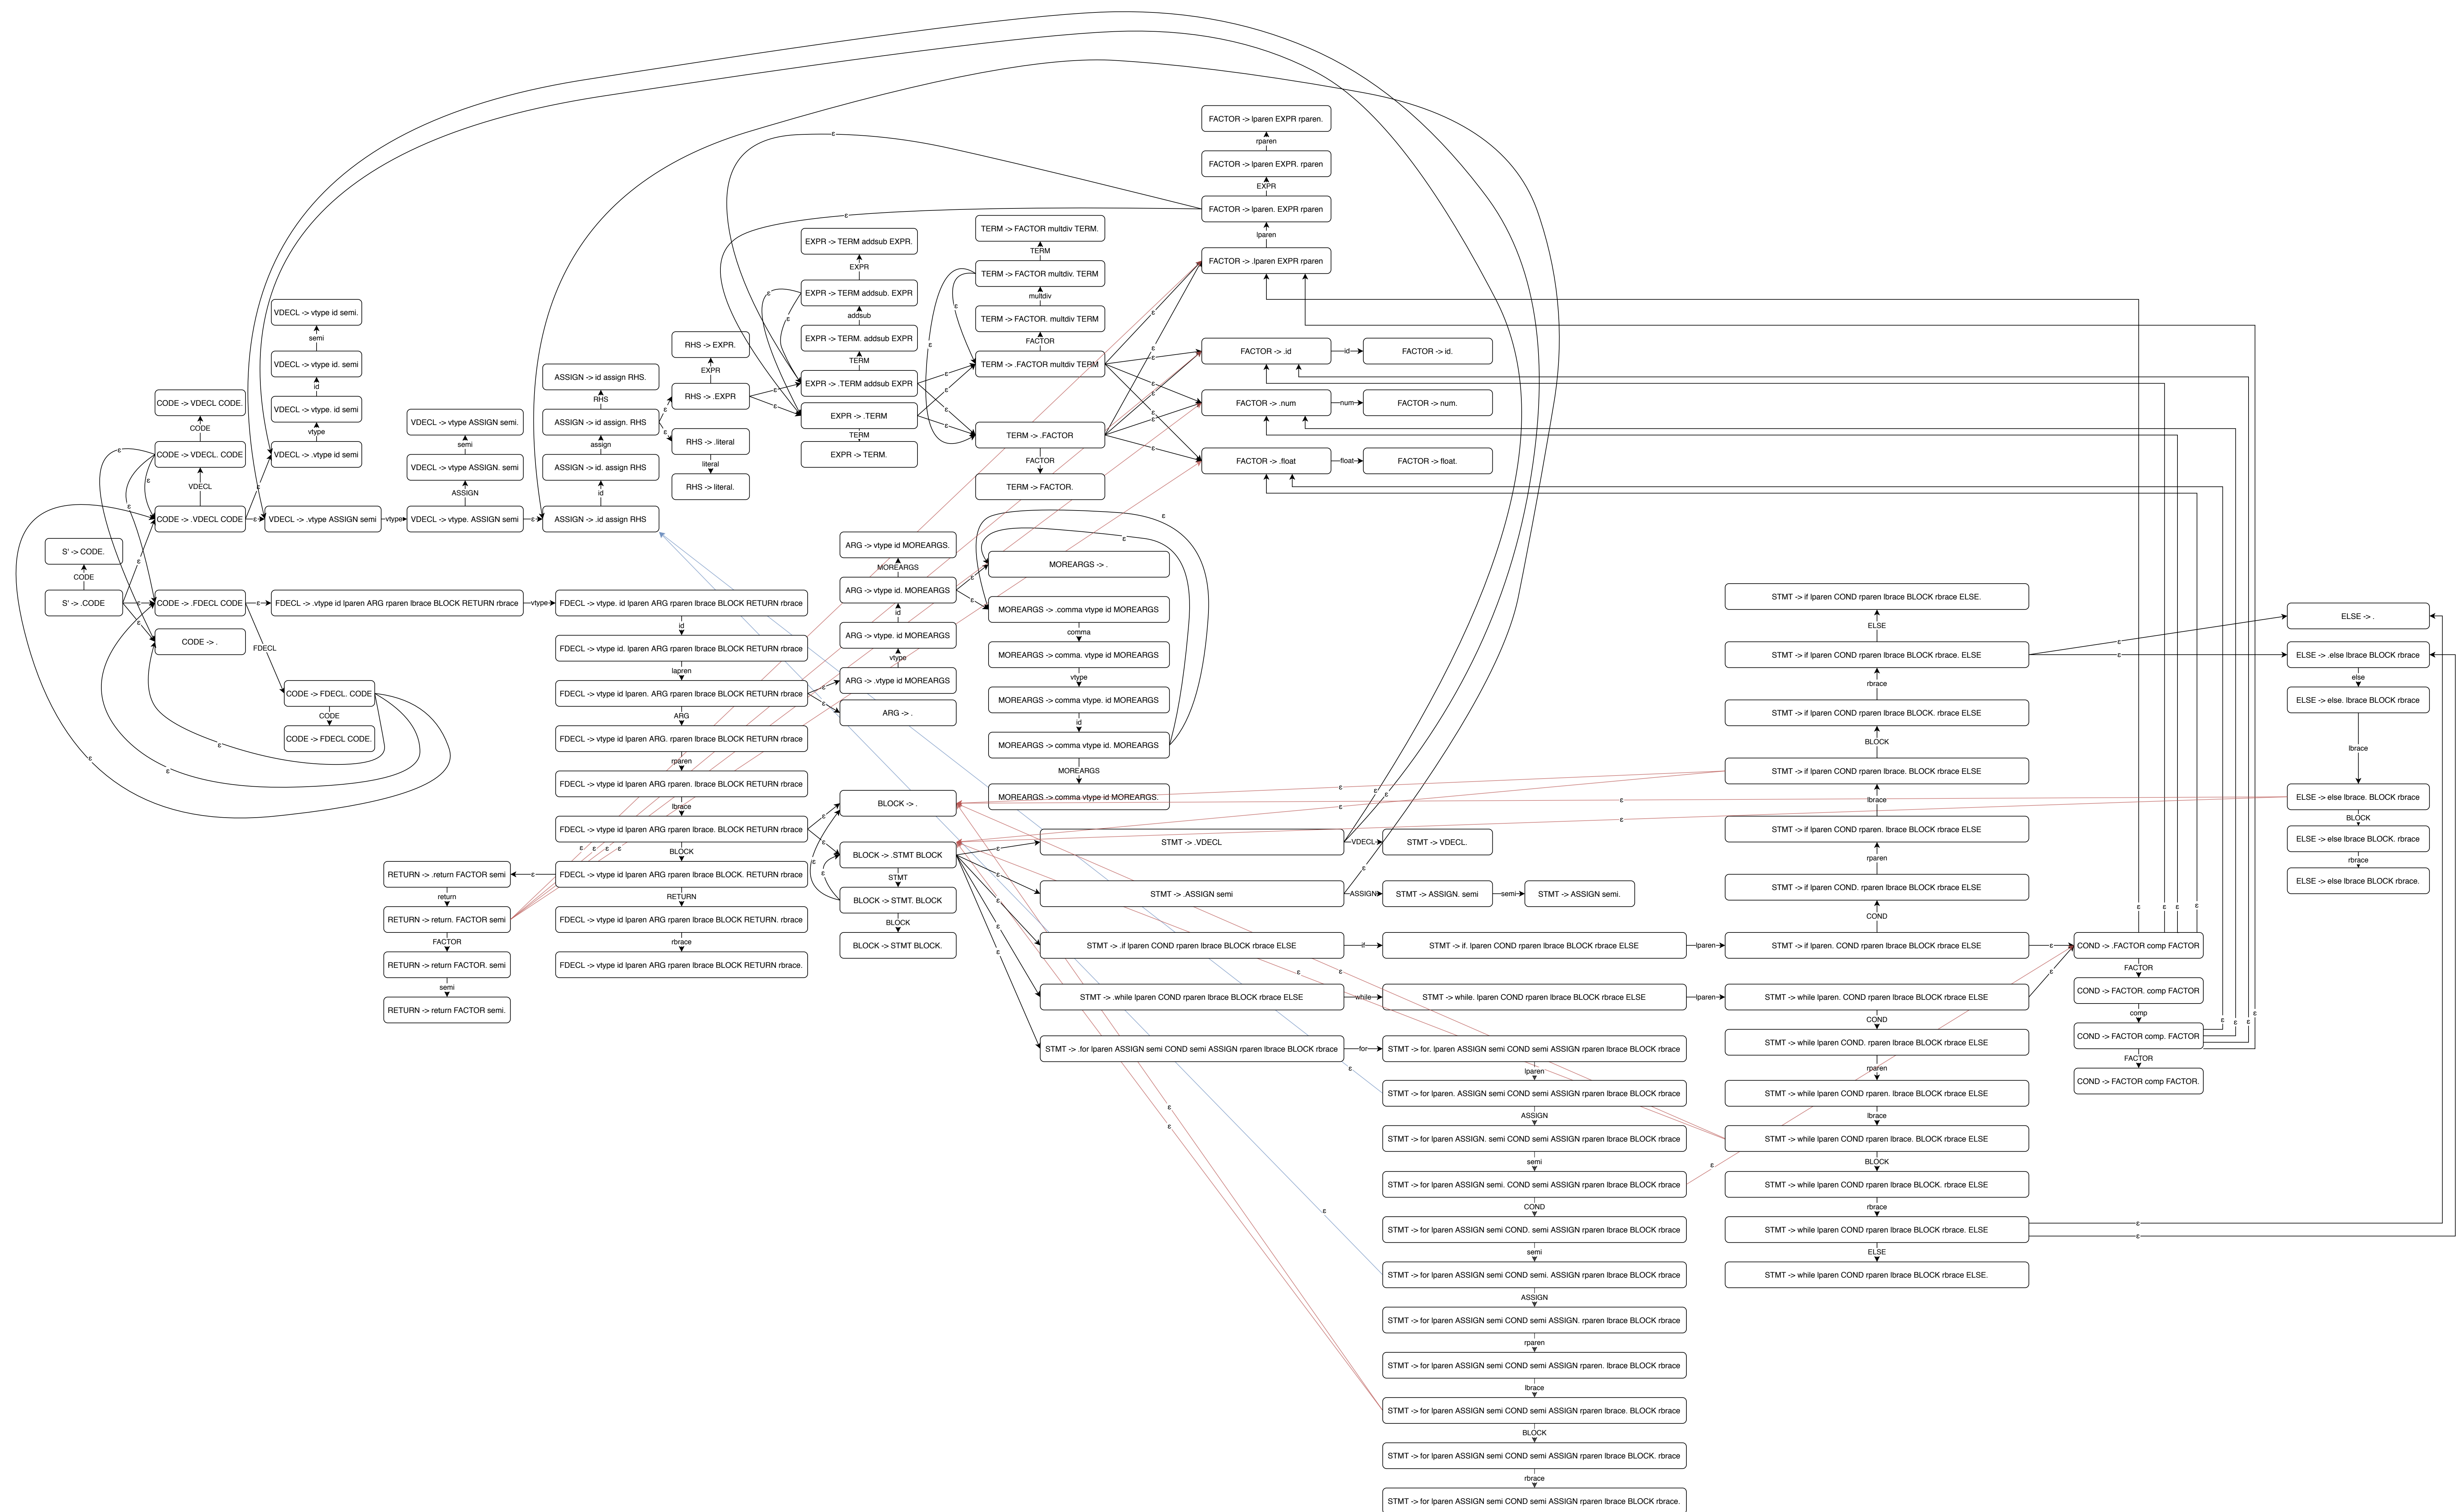 S' -> CODE.
CODE
S' -> .CODE
ε
ε
ε
CODE -> VDECL CODE.
CODE
CODE -> VDECL. CODE
VDECL
CODE -> .VDECL CODE
ε
ε
ε
ε
ε
CODE -> .FDECL CODE
ε
FDECL
CODE -> .
CODE -> FDECL. CODE
CODE
CODE -> FDECL CODE.
ε
ε
ε
VDECL -> vtype id semi.
semi
VDECL -> vtype id. semi
id
VDECL -> vtype. id semi
vtype
VDECL -> .vtype id semi
VDECL -> .vtype ASSIGN semi
vtype
VDECL -> vtype ASSIGN semi.
semi
VDECL -> vtype ASSIGN. semi
ASSIGN
VDECL -> vtype. ASSIGN semi
ε
ASSIGN -> id assign RHS.
RHS
ASSIGN -> id assign. RHS
assign
ASSIGN -> id. assign RHS
id
ASSIGN -> .id assign RHS
ε
ε
RHS -> EXPR.
EXPR
RHS -> .EXPR
RHS -> .literal
literal
RHS -> literal.
ε
ε
EXPR -> TERM addsub EXPR.
EXPR
EXPR -> TERM addsub. EXPR
addsub
EXPR -> TERM. addsub EXPR
TERM
EXPR -> .TERM addsub EXPR
EXPR -> .TERM
TERM
EXPR -> TERM.
ε
ε
ε
ε
ε
ε
TERM -> FACTOR multdiv TERM.
TERM
TERM -> FACTOR multdiv. TERM
multdiv
TERM -> FACTOR. multdiv TERM
FACTOR
TERM -> .FACTOR multdiv TERM
TERM -> .FACTOR
FACTOR
TERM -> FACTOR.
ε
ε
ε
ε
ε
ε
ε
ε
ε
ε
FACTOR -> lparen EXPR rparen.
rparen
FACTOR -> lparen EXPR. rparen
EXPR
FACTOR -> lparen. EXPR rparen
lparen
FACTOR -> .lparen EXPR rparen
ε
ε
FACTOR -> .id
id
FACTOR -> id.
FACTOR -> .num
num
FACTOR -> num.
FACTOR -> .float
float
FACTOR -> float.
FDECL -> .vtype id lparen ARG rparen lbrace BLOCK RETURN rbrace
vtype
FDECL -> vtype. id lparen ARG rparen lbrace BLOCK RETURN rbrace
id
FDECL -> vtype id. lparen ARG rparen lbrace BLOCK RETURN rbrace
lapren
FDECL -> vtype id lparen. ARG rparen lbrace BLOCK RETURN rbrace
ε
ε
ARG
FDECL -> vtype id lparen ARG. rparen lbrace BLOCK RETURN rbrace
rparen
FDECL -> vtype id lparen ARG rparen. lbrace BLOCK RETURN rbrace
lbrace
FDECL -> vtype id lparen ARG rparen lbrace. BLOCK RETURN rbrace
ε
ε
BLOCK
FDECL -> vtype id lparen ARG rparen lbrace BLOCK. RETURN rbrace
ε
RETURN
FDECL -> vtype id lparen ARG rparen lbrace BLOCK RETURN. rbrace
rbrace
FDECL -> vtype id lparen ARG rparen lbrace BLOCK RETURN rbrace.
RETURN -> .return FACTOR semi
return
RETURN -> return. FACTOR semi
ε
ε
ε
ε
FACTOR
RETURN -> return FACTOR. semi
semi
RETURN -> return FACTOR semi.
ARG -> vtype id MOREARGS.
MOREARGS
ARG -> vtype id. MOREARGS
id
ARG -> vtype. id MOREARGS
vtype
ARG -> .vtype id MOREARGS
ARG -> .
ε
ε
MOREARGS -> .
MOREARGS -> .comma vtype id MOREARGS
comma
MOREARGS -> comma. vtype id MOREARGS
vtype
MOREARGS -> comma vtype. id MOREARGS
id
MOREARGS -> comma vtype id. MOREARGS
MOREARGS
MOREARGS -> comma vtype id MOREARGS.
ε
ε
BLOCK -> .
BLOCK -> .STMT BLOCK
STMT
BLOCK -> STMT. BLOCK
BLOCK
BLOCK -> STMT BLOCK.
ε
ε
ε
ε
ε
ε
ε
STMT -> .VDECL
VDECL
STMT -> VDECL.
ε
ε
STMT -> .ASSIGN semi
ASSIGN
STMT -> ASSIGN. semi
semi
STMT -> ASSIGN semi.
ε
STMT -> .if lparen COND rparen lbrace BLOCK rbrace ELSE
if
STMT -> if. lparen COND rparen lbrace BLOCK rbrace ELSE
lparen
STMT -> if lparen COND rparen lbrace BLOCK rbrace ELSE.
ELSE
STMT -> if lparen COND rparen lbrace BLOCK rbrace. ELSE
ε
ε
rbrace
STMT -> if lparen COND rparen lbrace BLOCK. rbrace ELSE
BLOCK
STMT -> if lparen COND rparen lbrace. BLOCK rbrace ELSE
ε
ε
lbrace
STMT -> if lparen COND rparen. lbrace BLOCK rbrace ELSE
rparen
STMT -> if lparen COND. rparen lbrace BLOCK rbrace ELSE
COND
STMT -> if lparen. COND rparen lbrace BLOCK rbrace ELSE
ε
STMT -> .while lparen COND rparen lbrace BLOCK rbrace ELSE
while
STMT -> while. lparen COND rparen lbrace BLOCK rbrace ELSE
lparen
STMT -> while lparen. COND rparen lbrace BLOCK rbrace ELSE
ε
COND
STMT -> while lparen COND. rparen lbrace BLOCK rbrace ELSE
rparen
STMT -> while lparen COND rparen. lbrace BLOCK rbrace ELSE
lbrace
STMT -> while lparen COND rparen lbrace. BLOCK rbrace ELSE
ε
ε
BLOCK
STMT -> while lparen COND rparen lbrace BLOCK. rbrace ELSE
rbrace
STMT -> while lparen COND rparen lbrace BLOCK rbrace. ELSE
ε
ε
ELSE
STMT -> while lparen COND rparen lbrace BLOCK rbrace ELSE.
STMT -> .for lparen ASSIGN semi COND semi ASSIGN rparen lbrace BLOCK rbrace
for
STMT -> for. lparen ASSIGN semi COND semi ASSIGN rparen lbrace BLOCK rbrace
lparen
STMT -> for lparen. ASSIGN semi COND semi ASSIGN rparen lbrace BLOCK rbrace
ε
ASSIGN
STMT -> for lparen ASSIGN. semi COND semi ASSIGN rparen lbrace BLOCK rbrace
semi
STMT -> for lparen ASSIGN semi. COND semi ASSIGN rparen lbrace BLOCK rbrace
ε
COND
STMT -> for lparen ASSIGN semi COND. semi ASSIGN rparen lbrace BLOCK rbrace
semi
STMT -> for lparen ASSIGN semi COND semi. ASSIGN rparen lbrace BLOCK rbrace
ε
ASSIGN
STMT -> for lparen ASSIGN semi COND semi ASSIGN. rparen lbrace BLOCK rbrace
rparen
STMT -> for lparen ASSIGN semi COND semi ASSIGN rparen. lbrace BLOCK rbrace
lbrace
STMT -> for lparen ASSIGN semi COND semi ASSIGN rparen lbrace. BLOCK rbrace
ε
ε
BLOCK
STMT -> for lparen ASSIGN semi COND semi ASSIGN rparen lbrace BLOCK. rbrace
rbrace
STMT -> for lparen ASSIGN semi COND semi ASSIGN rparen lbrace BLOCK rbrace.
ε
ε
ε
ε
COND -> .FACTOR comp FACTOR
FACTOR
COND -> FACTOR. comp FACTOR
comp
COND -> FACTOR comp. FACTOR
ε
ε
ε
ε
FACTOR
COND -> FACTOR comp FACTOR.
ELSE -> .
ELSE -> .else lbrace BLOCK rbrace
else
ELSE -> else. lbrace BLOCK rbrace
lbrace
ELSE -> else lbrace. BLOCK rbrace
ε
ε
BLOCK
ELSE -> else lbrace BLOCK. rbrace
rbrace
ELSE -> else lbrace BLOCK rbrace.